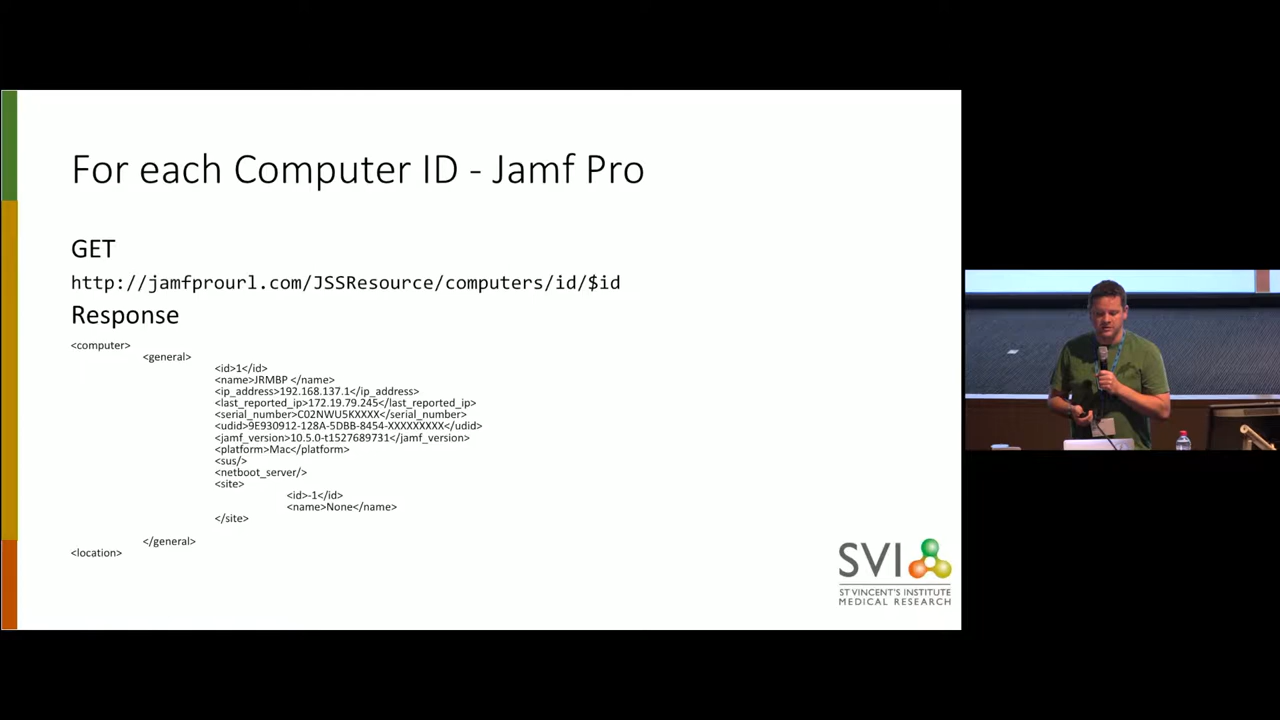 For each Computer ID - Jamf Pro
GET
http://jamfprourl.com/JSSResource/computers/id/$id
Response
<computer>
<general>
<id>1</id>
<name>JRMBP </name>
<ip_address>192.168.137.1</ip_address>
<last_reported_ip>172.19.79.245</last_reported_ip>
<serial_number>C02NWU5KXXXX</serial_number>
<udid>9E930912-128A-5DBB-8454-XXXXXXXXX</udid>
<jamf_version>10.5.0-t1527689731</jamf_version>
<platform>Mac</platform>
<sus/>
<netboot_server/>
<site>
<id>-1</id>
<name>None</name>
</site>
</general>
<location>
SVI
ST VINCENT'S INSTITUTE
MEDICAL RESEARCH